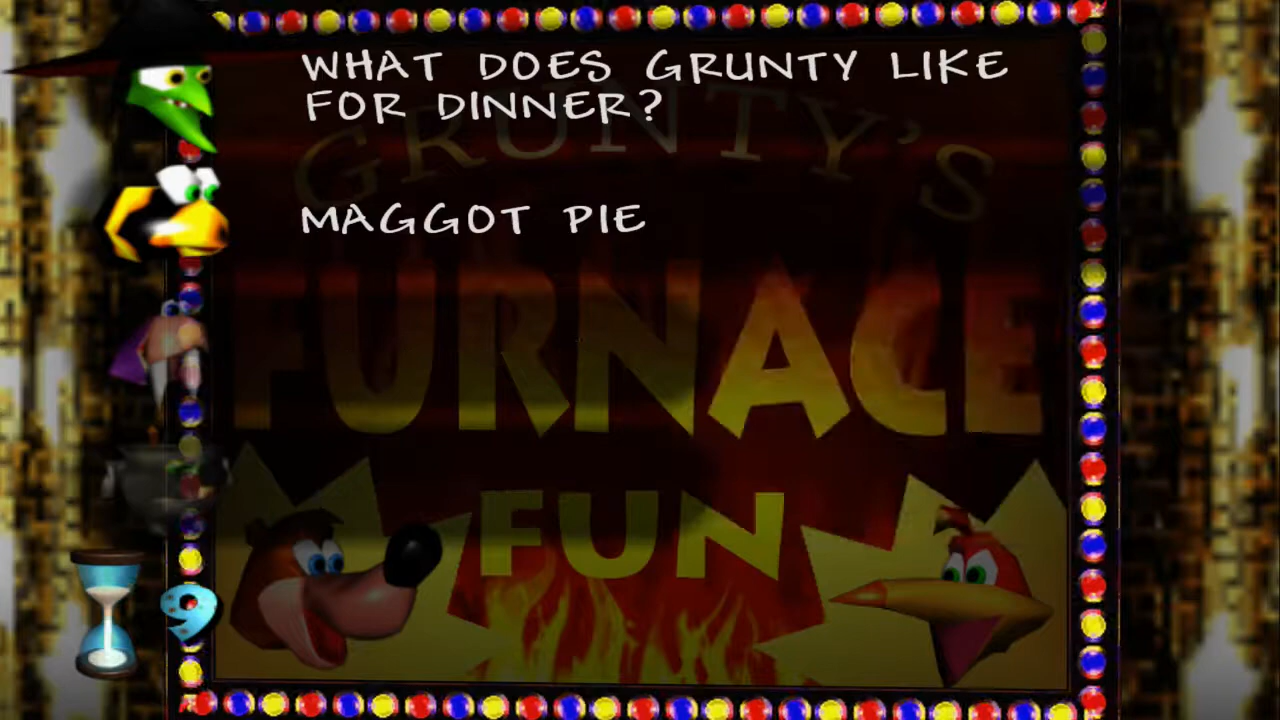 WHAT DOES GRUNTY LIKE
FOR DINNER?
MAGGOT PIE
GRUNTY'S
FURNACE
FUN
9